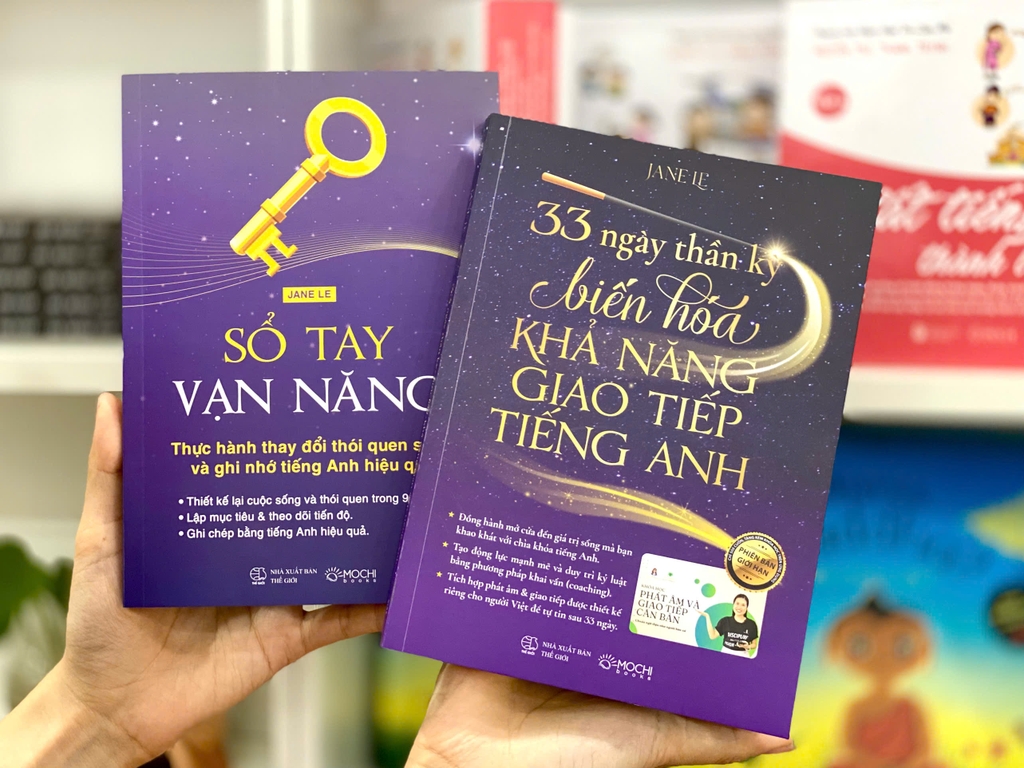 JANE LE
SỔ TAY
VẠN NĂNG
Thực hành thay đổi thói quen
và ghi nhớ tiếng Anh hiệu
• Thiết kế lại cuộc sống và thói quen trong 9
• Lập mục tiêu & theo dõi tiến độ.
• Ghi chép bằng tiếng Anh hiệu quả.
NHÀ XUẤT BẢN
THẾ GIỚI
MOCHI
books
JANE LE
33 ngày thần kỳ
biến hóa
KHẢ NĂNG
GIAO TIẾP
TIẾNG ANH
Đồng hành mở cửa đến giá trị sống mà bạn
khao khát với chìa khóa tiếng Anh.
Tạo động lực mạnh mẽ và duy trì kỷ luật
bằng phương pháp khai vấn (coaching).
Tích hợp phát âm & giao tiếp được thiết kế
riêng cho người Việt để tự tin sau 33 ngày.
PHIÊN BẢN
GIỚI HẠN
PHÁT ÂM VÀ
GIAO TIẾP
CĂN BẢN
NHÀ XUẤT BẢN
THẾ GIỚI
MOCHI
books